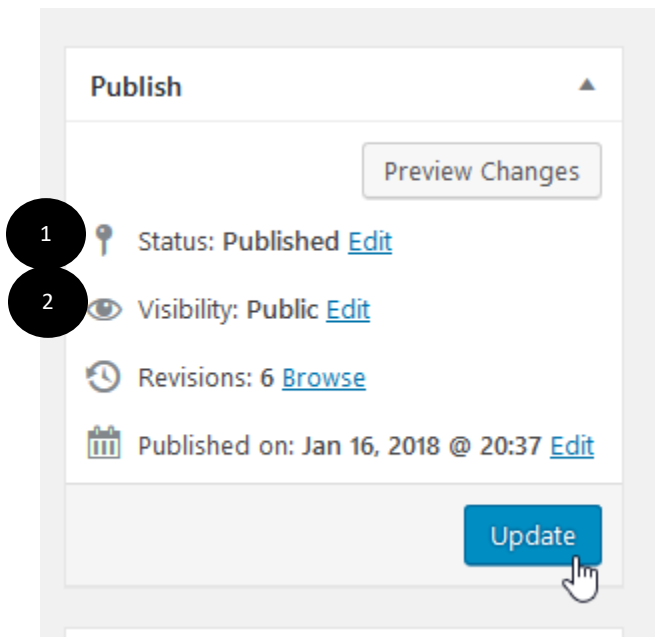 Publish
Preview Changes
1 Status: Published Edit
2 Visibility: Public Edit
Revisions: 6 Browse
Published on: Jan 16, 2018 @ 20:37 Edit
Update